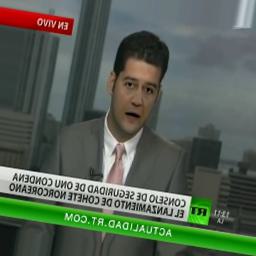 EN VIVO
CONSEJO DE SEGURIDAD DE ONU CONDENA
EL LANZAMIENTO DE COHETE NORCOREANO
RT
ACTUALIDAD.RT.COM